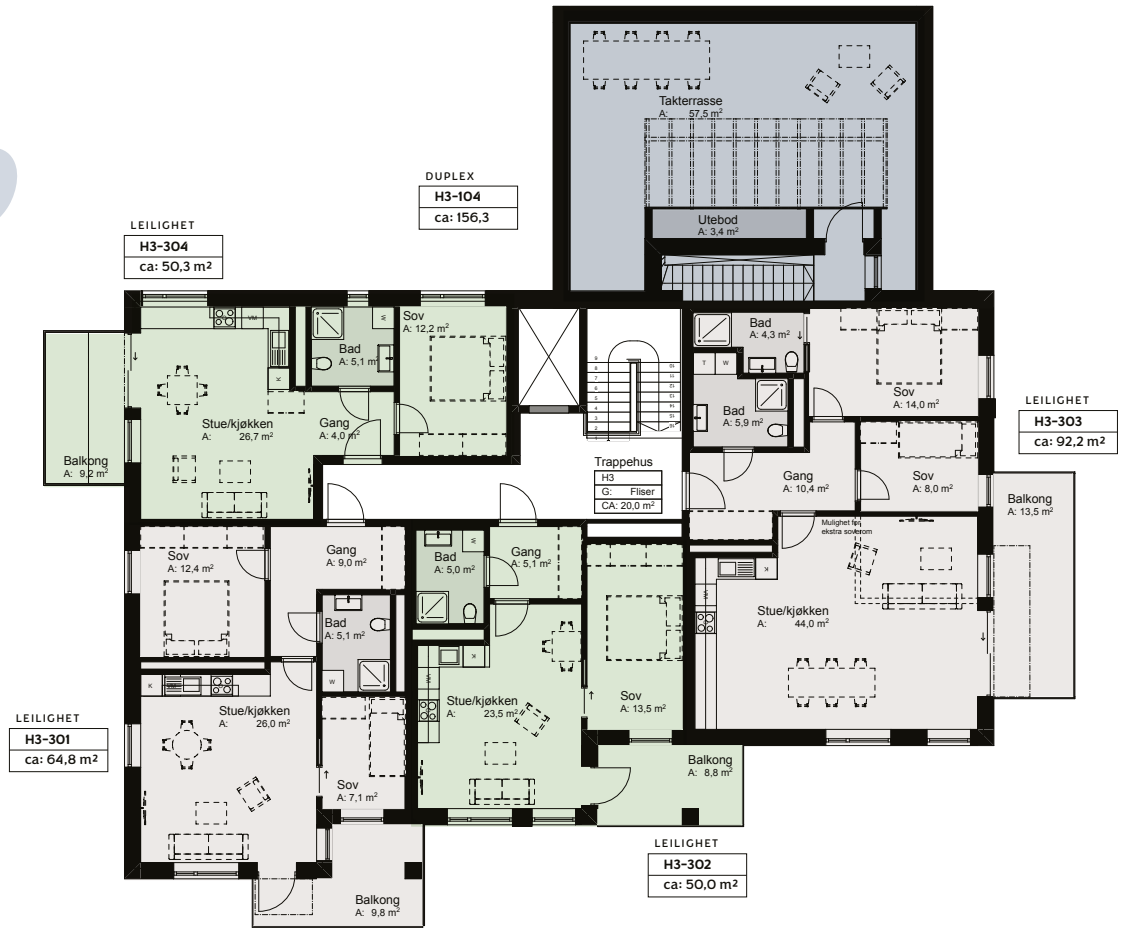 Takterrasse
A: 57,5 m²
Utebod
A: 3,4 m²
DUPLEX
H3-104
ca: 156,3
LEILIGHET
H3-304
ca: 50,3 m²
VM
K
W
Bad
A: 5,1 m²
Sov
A: 12,2 m²
Stue/kjøkken
A: 26,7 m²
Gang
A: 4,0 m²
Balkong
A: 9,2 m²
Trappehus
H3
G: Fliser
CA: 20,0 m²
Bad
A: 4,3 m²
T W
Bad
A: 5,9 m²
Sov
A: 14,0 m²
LEILIGHET
H3-303
ca: 92,2 m²
Gang
A: 10,4 m²
Sov
A: 8,0 m²
Balkong
A: 13,5 m²
Mulighet for
ekstra soverom
K
VM
Stue/kjøkken
A: 44,0 m²
Sov
A: 12,4 m²
Gang
A: 9,0 m²
Bad
A: 5,1 m²
W
K
VM
Stue/kjøkken
A: 26,0 m²
Sov
A: 7,1 m²
LEILIGHET
H3-301
ca: 64,8 m²
Balkong
A: 9,8 m²
Bad
A: 5,0 m²
W
Gang
A: 5,1 m²
K
VM
Stue/kjøkken
A: 23,5 m²
Sov
A: 13,5 m²
Balkong
A: 8,8 m²
LEILIGHET
H3-302
ca: 50,0 m²